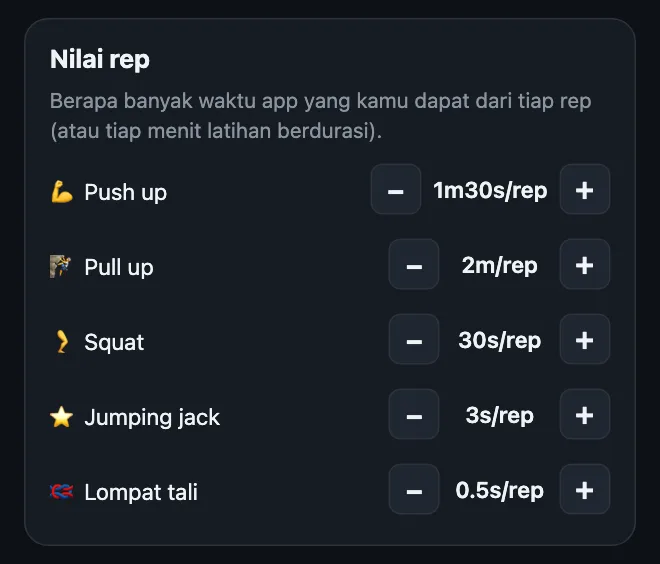 Nilai rep
Berapa banyak waktu app yang kamu dapat dari tiap rep
(atau tiap menit latihan berdurasi).
💪 Push up – 1m30s/rep +
🧗 Pull up – 2m/rep +
🦵 Squat – 30s/rep +
⭐ Jumping jack – 3s/rep +
🪢 Lompat tali – 0.5s/rep +